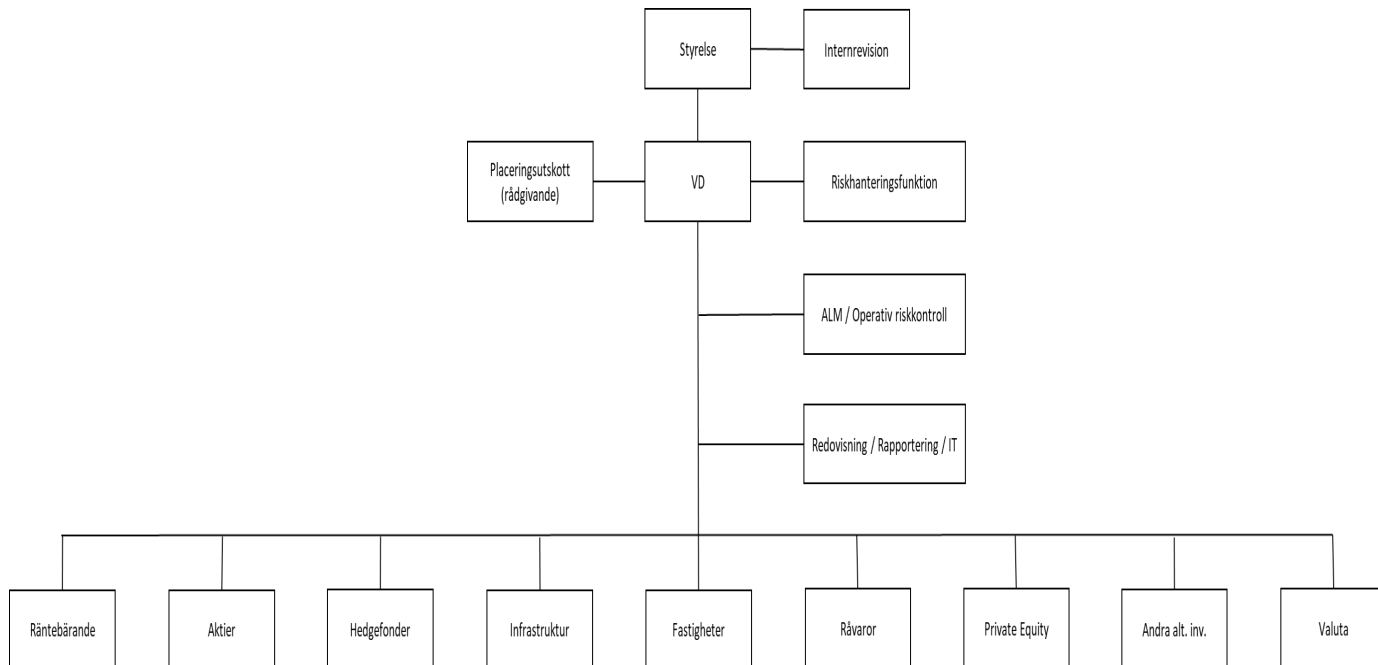 Styrelse
Internrevision
Placeringsutskott
(rådgivande)
VD
Riskhanteringsfunktion
ALM / Operativ riskkontroll
Redovisning / Rapportering / IT
Räntebärande
Aktier
Hedgefonder
Infrastruktur
Fastigheter
Råvaror
Private Equity
Andra alt. inv.
Valuta